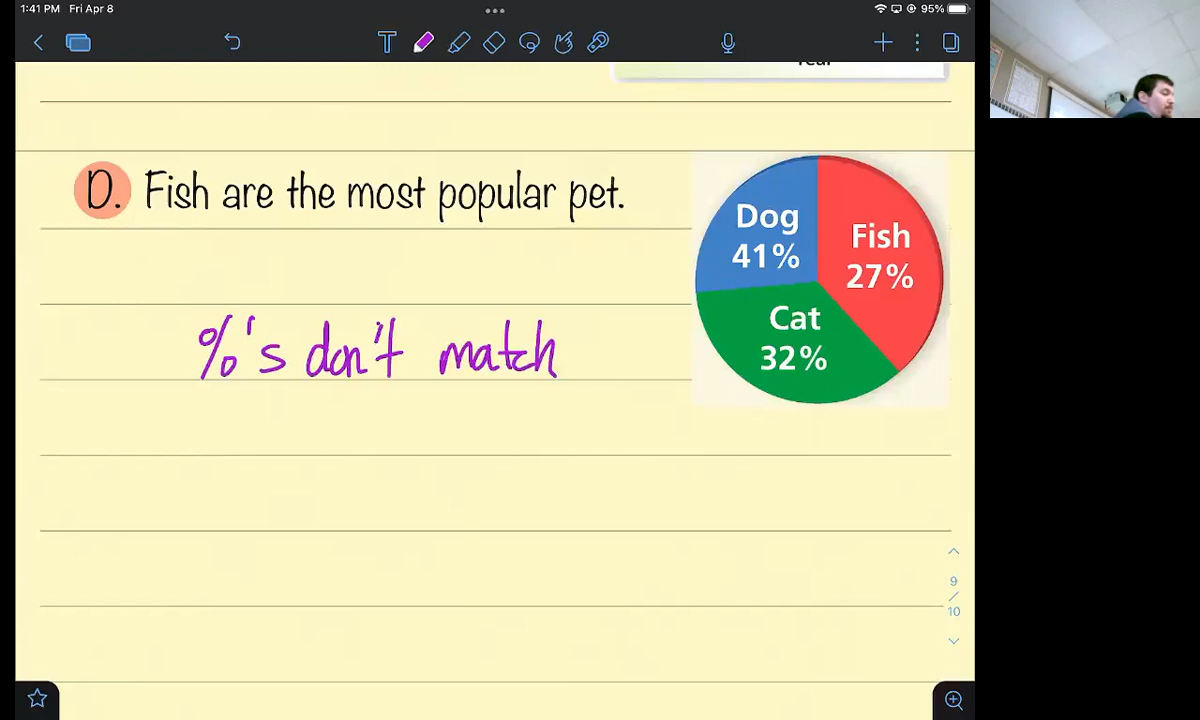 1:41 PM Fri Apr 8
95%
T
D. Fish are the most popular pet.
Dog
41%
Fish
27%
Cat
32%
%'s don't match
9
/
10